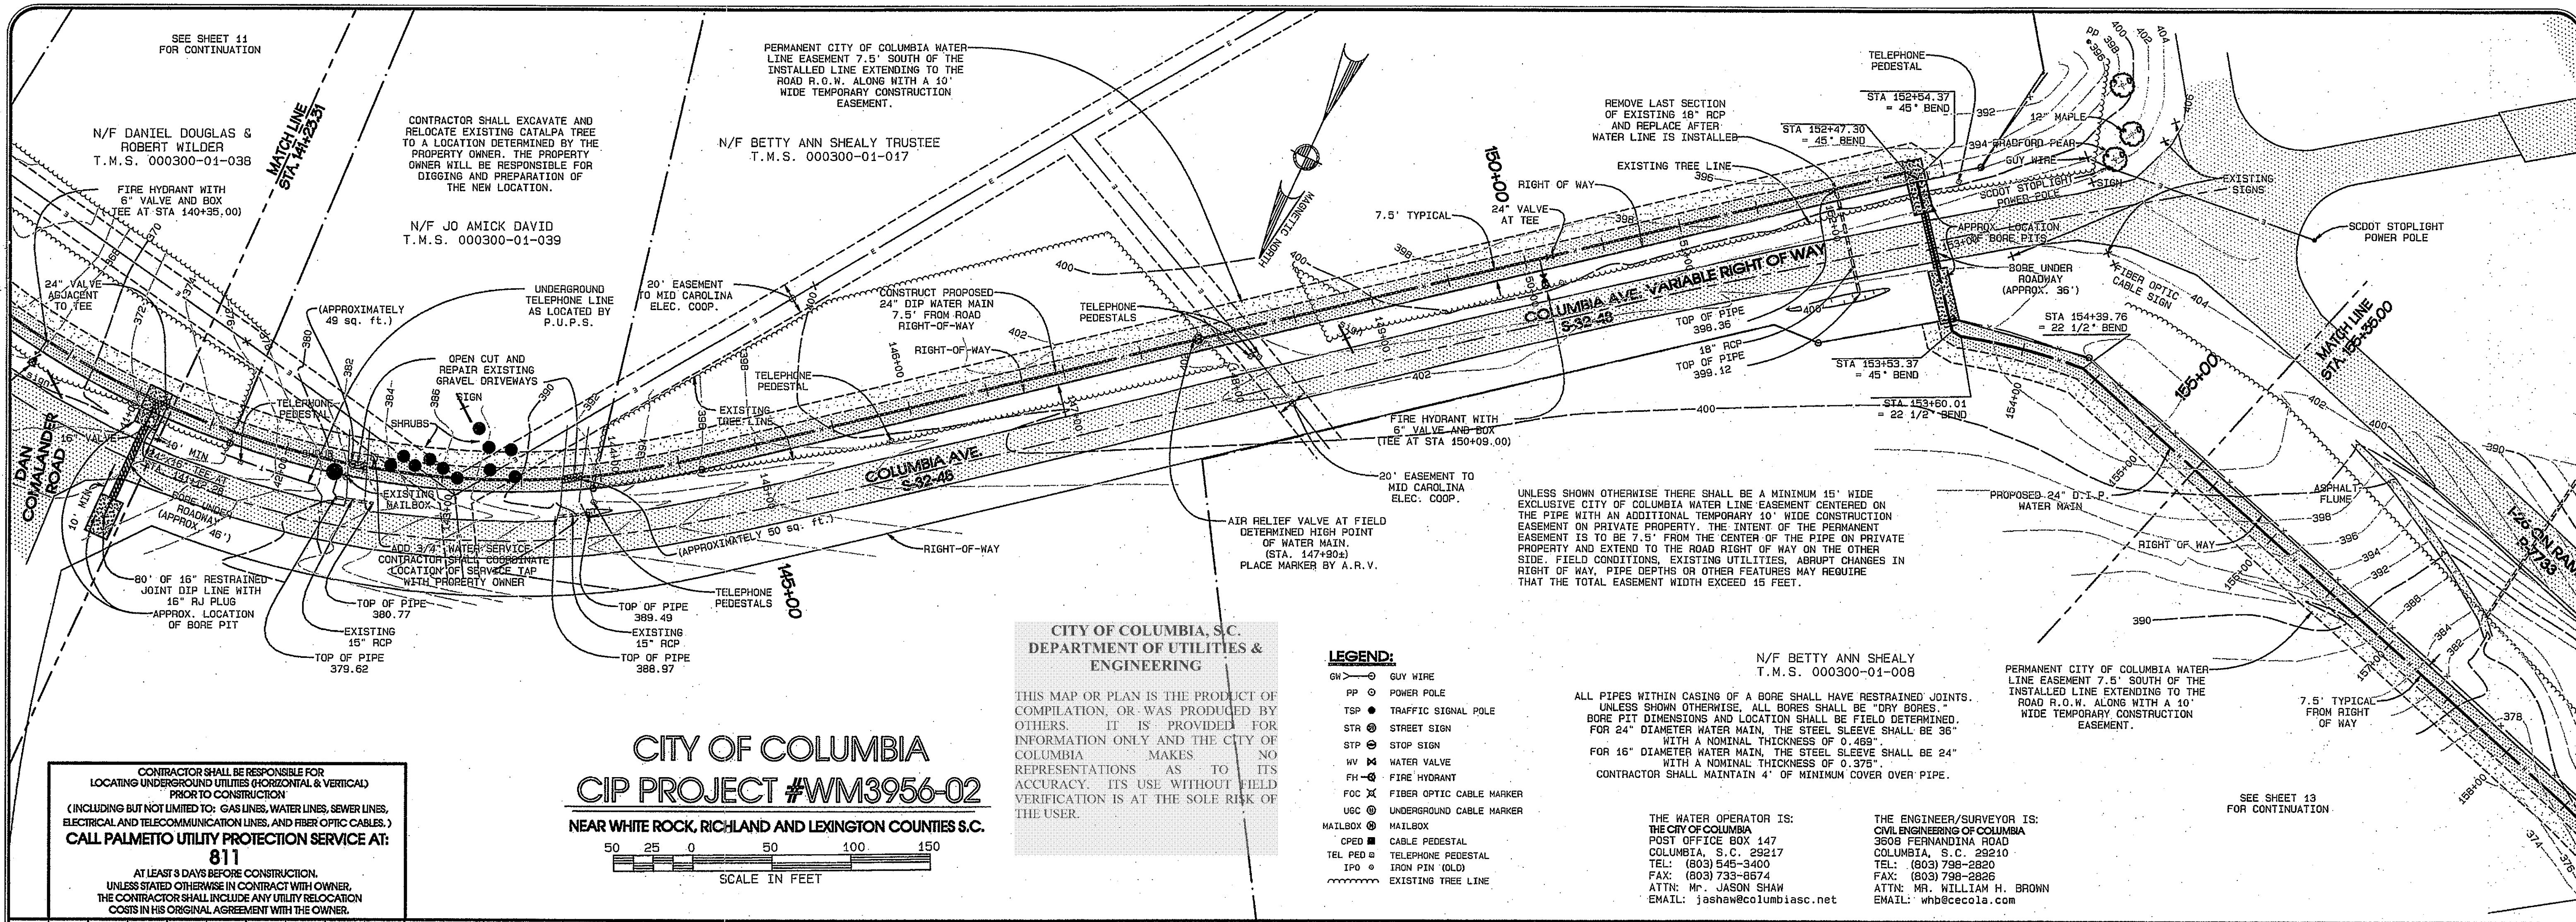 SEE SHEET 11
FOR CONTINUATION
MATCH LINE
STA. 141+23.31
N/F DANIEL DOUGLAS &
ROBERT WILDER
T.M.S. 000300-01-038
FIRE HYDRANT WITH
6" VALVE AND BOX
(TEE AT STA 140+35.00)
24" VALVE
ADJACENT
TO TEE
CONTRACTOR SHALL EXCAVATE AND
RELOCATE EXISTING CATALPA TREE
TO A LOCATION DETERMINED BY THE
PROPERTY OWNER. THE PROPERTY
OWNER WILL BE RESPONSIBLE FOR
DIGGING AND PREPARATION OF
THE NEW LOCATION.
N/F JO AMICK DAVID
T.M.S. 000300-01-039
(APPROXIMATELY
49 sq. ft.)
UNDERGROUND
TELEPHONE LINE
AS LOCATED BY
P.U.P.S.
20' EASEMENT
TO MID CAROLINA
ELEC. COOP.
OPEN CUT AND
REPAIR EXISTING
GRAVEL DRIVEWAYS
SIGN
SHRUBS
TELEPHONE
PEDESTAL
EXISTING
MAILBOX
EXISTING
TREE LINE
TELEPHONE
PEDESTAL
PERMANENT CITY OF COLUMBIA WATER
LINE EASEMENT 7.5' SOUTH OF THE
INSTALLED LINE EXTENDING TO THE
ROAD R.O.W. ALONG WITH A 10'
WIDE TEMPORARY CONSTRUCTION
EASEMENT.
N/F BETTY ANN SHEALY TRUSTEE
T.M.S. 000300-01-017
CONSTRUCT PROPOSED
24" DIP WATER MAIN
7.5' FROM ROAD
RIGHT-OF-WAY
RIGHT-OF-WAY
TELEPHONE
PEDESTALS
MAGNETIC NORTH
150+00
7.5' TYPICAL
24" VALVE
AT TEE
RIGHT OF WAY
EXISTING TREE LINE
REMOVE LAST SECTION
OF EXISTING 18" RCP
AND REPLACE AFTER
WATER LINE IS INSTALLED
TELEPHONE
PEDESTAL
STA 152+54.37
= 45° BEND
STA 152+47.30
= 45° BEND
12" MAPLE
BRADFORD PEAR
GUY WIRE
SIGN
SCDOT STOPLIGHT
POWER POLE
EXISTING
SIGNS
SCDOT STOPLIGHT
POWER POLE
APPROX. LOCATION
OF BORE PITS
BORE UNDER
ROADWAY
(APPROX. 36')
FIBER OPTIC
CABLE SIGN
MATCH LINE
STA. 155+35.00
STA 154+39.76
= 22 1/2° BEND
155+00
STA 153+53.37
= 45° BEND
STA 153+60.01
= 22 1/2° BEND
COLUMBIA AVE. VARIABLE RIGHT OF WAY
S-32-48
TOP OF PIPE
398.36
18" RCP
TOP OF PIPE
399.12
FIRE HYDRANT WITH
6" VALVE AND BOX
(TEE AT STA 150+09.00)
20' EASEMENT TO
MID CAROLINA
ELEC. COOP.
COLUMBIA AVE.
S-32-48
AIR RELIEF VALVE AT FIELD
DETERMINED HIGH POINT
OF WATER MAIN.
(STA. 147+90±)
PLACE MARKER BY A.R.V.
RIGHT-OF-WAY
(APPROXIMATELY 50 sq. ft.)
145+00
TELEPHONE
PEDESTALS
ADD 3/4" WATER SERVICE
CONTRACTOR SHALL COORDINATE
LOCATION OF SERVICE TAP
WITH PROPERTY OWNER
TOP OF PIPE
389.49
EXISTING
15" RCP
TOP OF PIPE
388.97
TOP OF PIPE
380.77
EXISTING
15" RCP
TOP OF PIPE
379.62
DAN
COMALANDER
ROAD
16" VALVE
10' MIN
10' MIN
BORE UNDER
ROADWAY
(APPROX. 46')
80' OF 16" RESTRAINED
JOINT DIP LINE WITH
16" RJ PLUG
APPROX. LOCATION
OF BORE PIT
UNLESS SHOWN OTHERWISE THERE SHALL BE A MINIMUM 15' WIDE
EXCLUSIVE CITY OF COLUMBIA WATER LINE EASEMENT CENTERED ON
THE PIPE WITH AN ADDITIONAL TEMPORARY 10' WIDE CONSTRUCTION
EASEMENT ON PRIVATE PROPERTY. THE INTENT OF THE PERMANENT
EASEMENT IS TO BE 7.5' FROM THE CENTER OF THE PIPE ON PRIVATE
PROPERTY AND EXTEND TO THE ROAD RIGHT OF WAY ON THE OTHER
SIDE. FIELD CONDITIONS, EXISTING UTILITIES, ABRUPT CHANGES IN
RIGHT OF WAY, PIPE DEPTHS OR OTHER FEATURES MAY REQUIRE
THAT THE TOTAL EASEMENT WIDTH EXCEED 15 FEET.
PROPOSED 24" D.I.P.
WATER MAIN
ASPHALT
FLUME
RIGHT OF WAY
CITY OF COLUMBIA, S.C.
DEPARTMENT OF UTILITIES &
ENGINEERING
THIS MAP OR PLAN IS THE PRODUCT OF
COMPILATION, OR WAS PRODUCED BY
OTHERS. IT IS PROVIDED FOR
INFORMATION ONLY AND THE CITY OF
COLUMBIA MAKES NO
REPRESENTATIONS AS TO ITS
ACCURACY. ITS USE WITHOUT FIELD
VERIFICATION IS AT THE SOLE RISK OF
THE USER.
LEGEND:
GW GUY WIRE
PP POWER POLE
TSP TRAFFIC SIGNAL POLE
STR STREET SIGN
STP STOP SIGN
WV WATER VALVE
FH FIRE HYDRANT
FOC FIBER OPTIC CABLE MARKER
UGC UNDERGROUND CABLE MARKER
MAILBOX MAILBOX
CPED CABLE PEDESTAL
TEL PED TELEPHONE PEDESTAL
IPO IRON PIN (OLD)
EXISTING TREE LINE
N/F BETTY ANN SHEALY
T.M.S. 000300-01-008
ALL PIPES WITHIN CASING OF A BORE SHALL HAVE RESTRAINED JOINTS.
UNLESS SHOWN OTHERWISE, ALL BORES SHALL BE "DRY BORES."
BORE PIT DIMENSIONS AND LOCATION SHALL BE FIELD DETERMINED.
FOR 24" DIAMETER WATER MAIN, THE STEEL SLEEVE SHALL BE 36"
WITH A NOMINAL THICKNESS OF 0.469".
FOR 16" DIAMETER WATER MAIN, THE STEEL SLEEVE SHALL BE 24"
WITH A NOMINAL THICKNESS OF 0.375".
CONTRACTOR SHALL MAINTAIN 4' OF MINIMUM COVER OVER PIPE.
PERMANENT CITY OF COLUMBIA WATER
LINE EASEMENT 7.5' SOUTH OF THE
INSTALLED LINE EXTENDING TO THE
ROAD R.O.W. ALONG WITH A 10'
WIDE TEMPORARY CONSTRUCTION
EASEMENT.
7.5' TYPICAL
FROM RIGHT
OF WAY
SEE SHEET 13
FOR CONTINUATION
THE WATER OPERATOR IS:
THE CITY OF COLUMBIA
POST OFFICE BOX 147
COLUMBIA, S.C. 29217
TEL: (803) 545-3400
FAX: (803) 733-8674
ATTN: Mr. JASON SHAW
EMAIL: jashaw@columbiasc.net
THE ENGINEER/SURVEYOR IS:
CIVIL ENGINEERING OF COLUMBIA
3608 FERNANDINA ROAD
COLUMBIA, S.C. 29210
TEL: (803) 798-2820
FAX: (803) 798-2826
ATTN: MR. WILLIAM H. BROWN
EMAIL: whb@cecola.com
CITY OF COLUMBIA
CIP PROJECT #WM3956-02
NEAR WHITE ROCK, RICHLAND AND LEXINGTON COUNTIES S.C.
50 25 0 50 100 150
SCALE IN FEET
CONTRACTOR SHALL BE RESPONSIBLE FOR
LOCATING UNDERGROUND UTILITIES (HORIZONTAL & VERTICAL)
PRIOR TO CONSTRUCTION
(INCLUDING BUT NOT LIMITED TO: GAS LINES, WATER LINES, SEWER LINES,
ELECTRICAL AND TELECOMMUNICATION LINES, AND FIBER OPTIC CABLES.)
CALL PALMETTO UTILITY PROTECTION SERVICE AT:
811
AT LEAST 3 DAYS BEFORE CONSTRUCTION.
UNLESS STATED OTHERWISE IN CONTRACT WITH OWNER,
THE CONTRACTOR SHALL INCLUDE ANY UTILITY RELOCATION
COSTS IN HIS ORIGINAL AGREEMENT WITH THE OWNER.